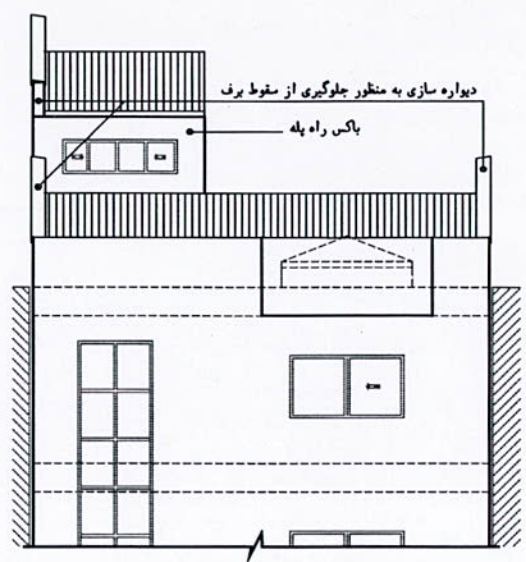 دیواره سازی به منظور جلوگیری از سقوط برف
باکس راه پله